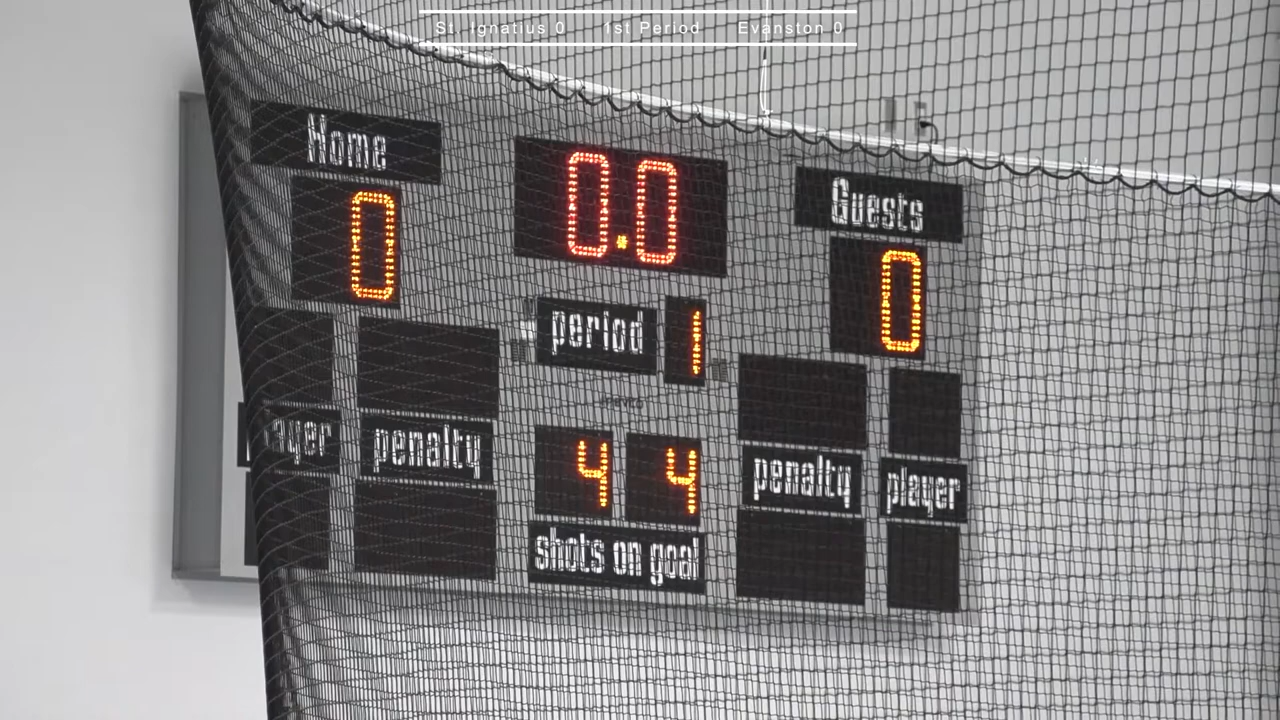 St. Ignatius 0 1st Period Evanston 0
Home 0.0 Guests
0 0
period 1
player penalty 4 4 penalty player
shots on goal